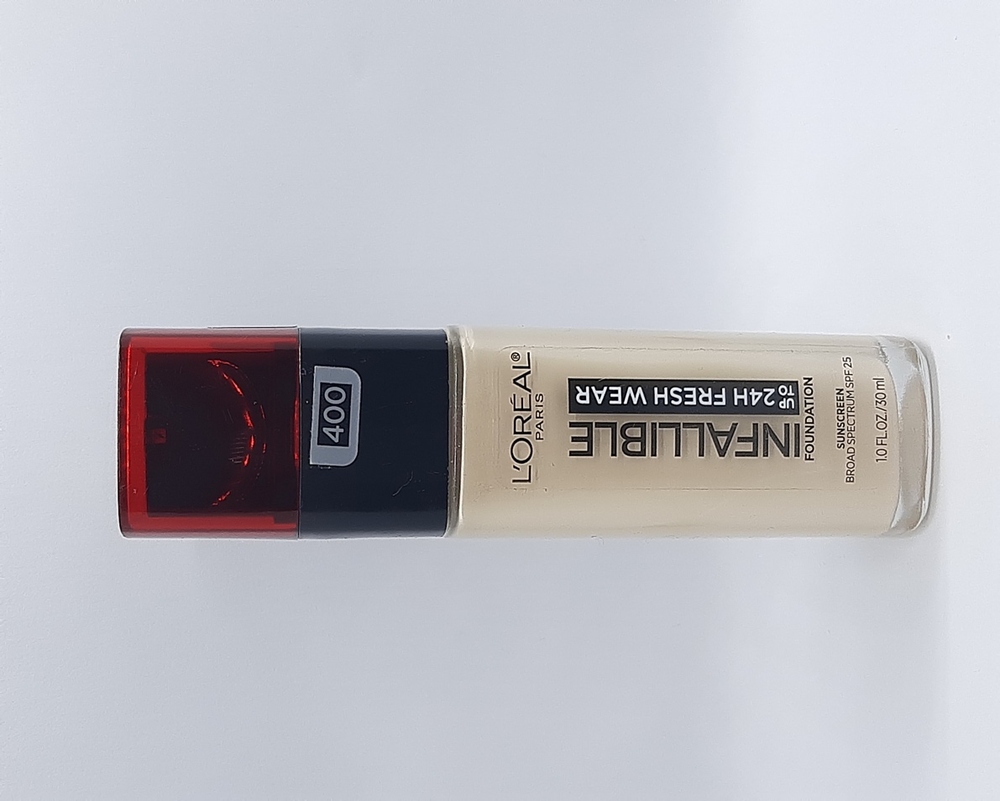 400
L'ORÉAL®
PARIS
INFALLIBLE
UP TO 24H FRESH WEAR
FOUNDATION
SUNSCREEN
BROAD SPECTRUM SPF 25
1.0 FL.OZ./30 ml